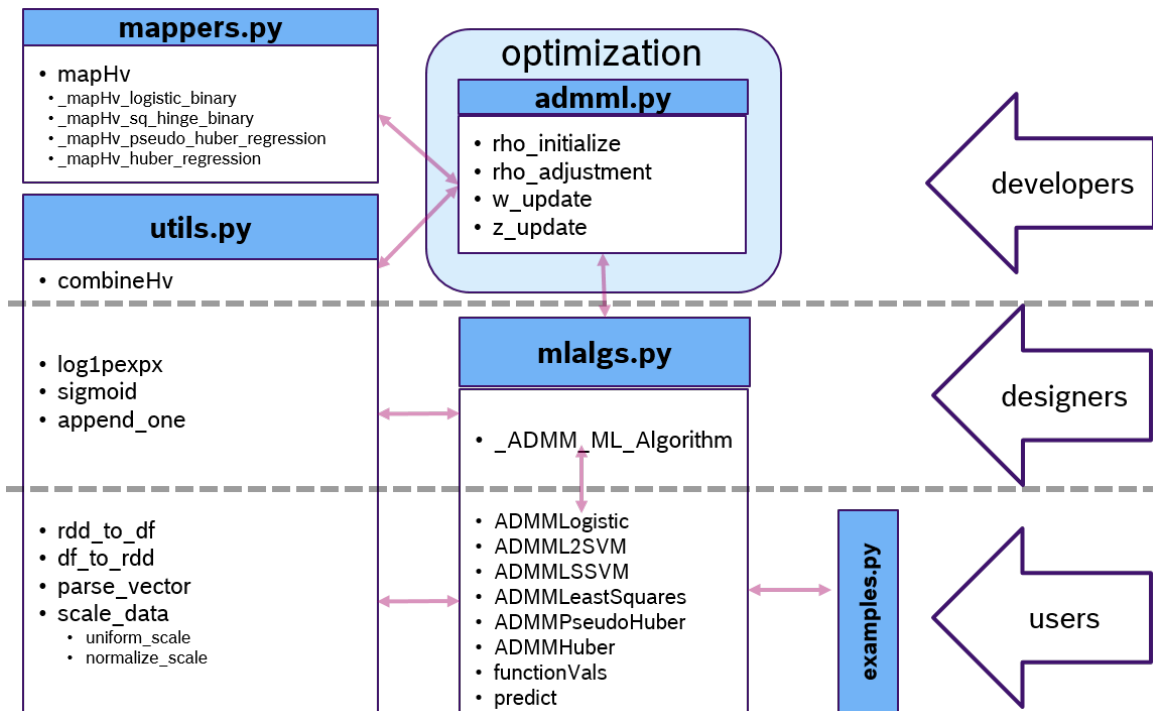 mappers.py
• mapHv
• _mapHv_logistic_binary
• _mapHv_sq_hinge_binary
• _mapHv_pseudo_huber_regression
• _mapHv_huber_regression
optimization
admml.py
• rho_initialize
• rho_adjustment
• w_update
• z_update
developers
utils.py
• combineHv
• log1pexpx
• sigmoid
• append_one
mlalgs.py
• _ADMM_ML_Algorithm
designers
• rdd_to_df
• df_to_rdd
• parse_vector
• scale_data
• uniform_scale
• normalize_scale
• ADMMLogistic
• ADMML2SVM
• ADMMLSSVM
• ADMMLeastSquares
• ADMMPseudoHuber
• ADMMHuber
• functionVals
• predict
examples.py
users